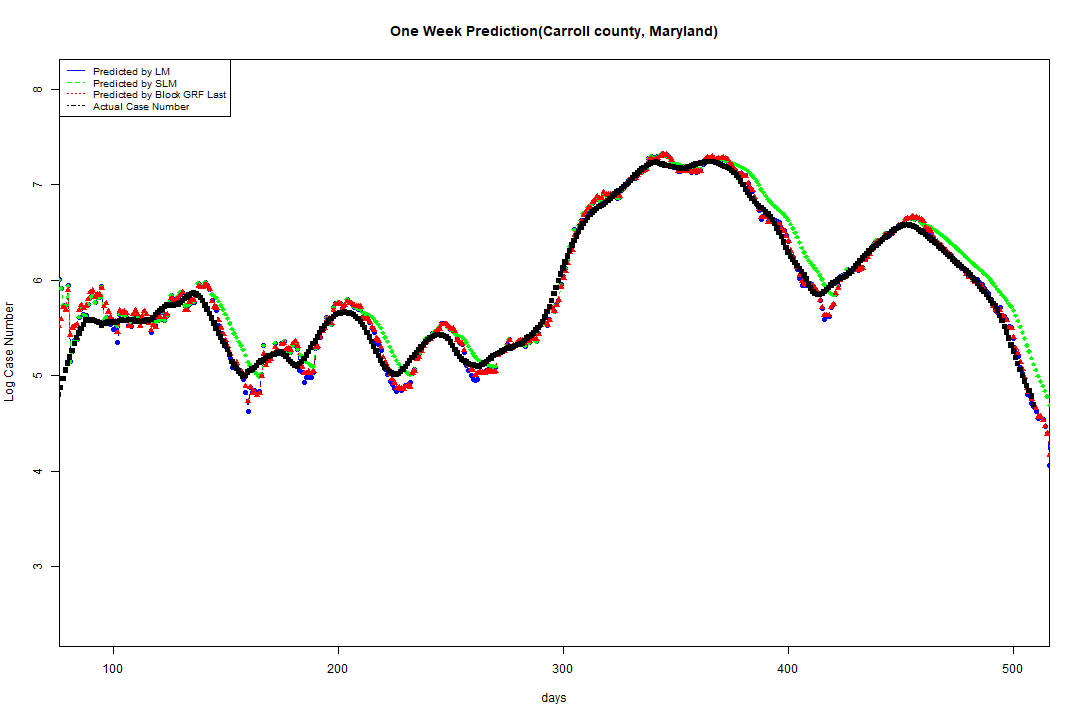 One Week Prediction(Carroll county, Maryland)
Predicted by LM
Predicted by SLM
Predicted by Block GRF Last
Actual Case Number
8
7
6
5
4
3
Log Case Number
100 200 300 400 500
days